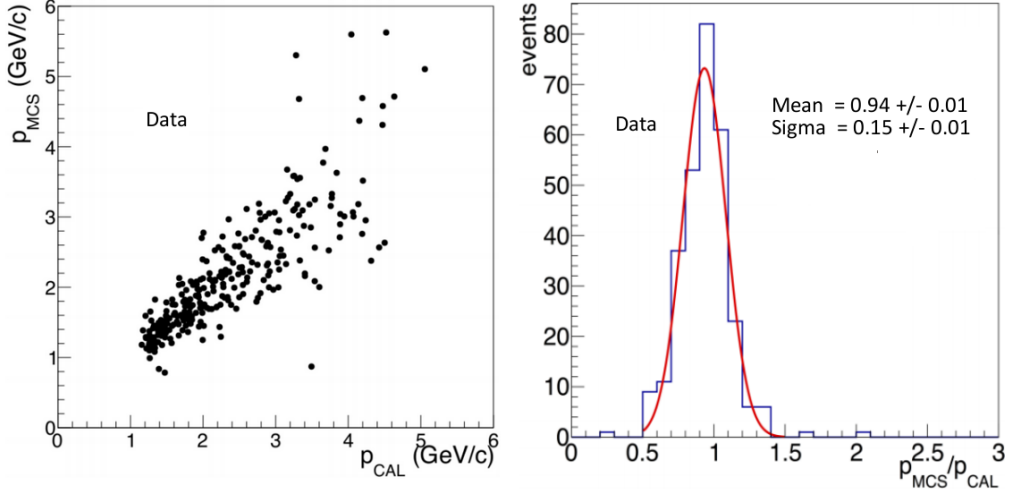 6
5
4
3
2
1
0
p_MCS (GeV/c)
Data
0 1 2 3 4 5 6
p_CAL (GeV/c)
events
80
70
60
50
40
30
20
10
0
Data
Mean = 0.94 +/- 0.01
Sigma = 0.15 +/- 0.01
0 0.5 1 1.5 2 2.5 3
p_MCS/p_CAL